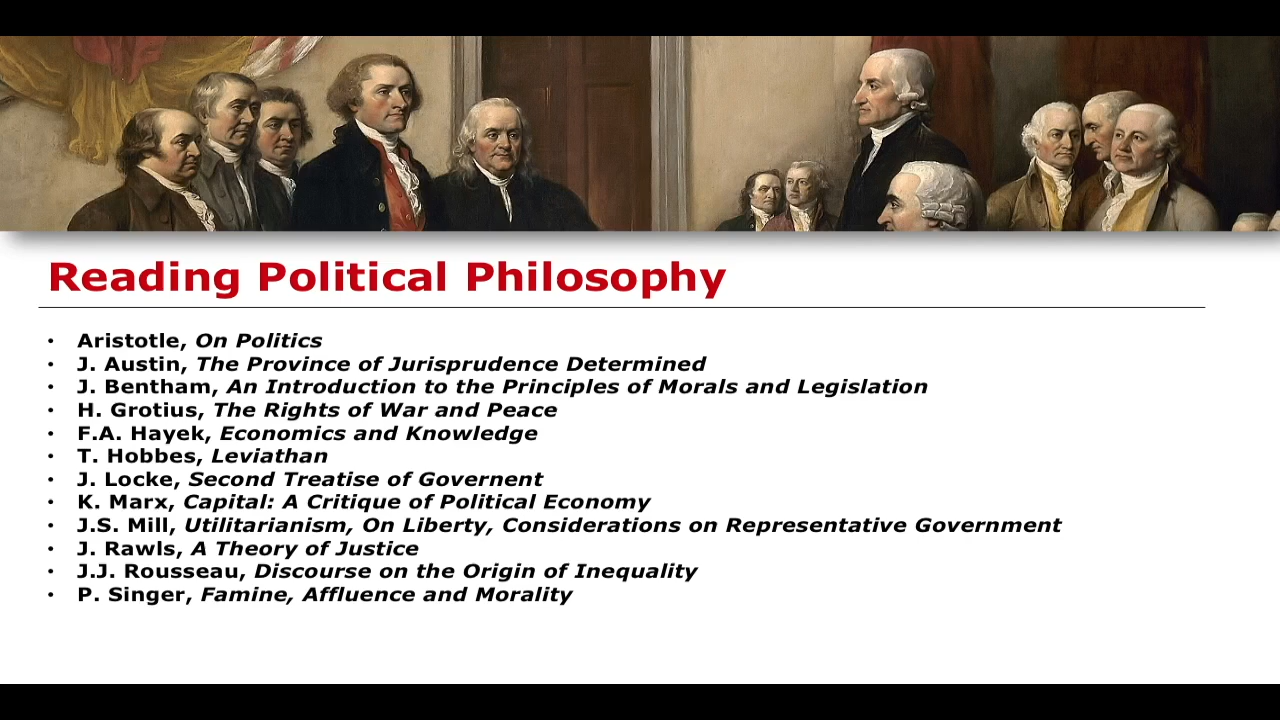 Reading Political Philosophy
• Aristotle, On Politics
• J. Austin, The Province of Jurisprudence Determined
• J. Bentham, An Introduction to the Principles of Morals and Legislation
• H. Grotius, The Rights of War and Peace
• F.A. Hayek, Economics and Knowledge
• T. Hobbes, Leviathan
• J. Locke, Second Treatise of Governent
• K. Marx, Capital: A Critique of Political Economy
• J.S. Mill, Utilitarianism, On Liberty, Considerations on Representative Government
• J. Rawls, A Theory of Justice
• J.J. Rousseau, Discourse on the Origin of Inequality
• P. Singer, Famine, Affluence and Morality